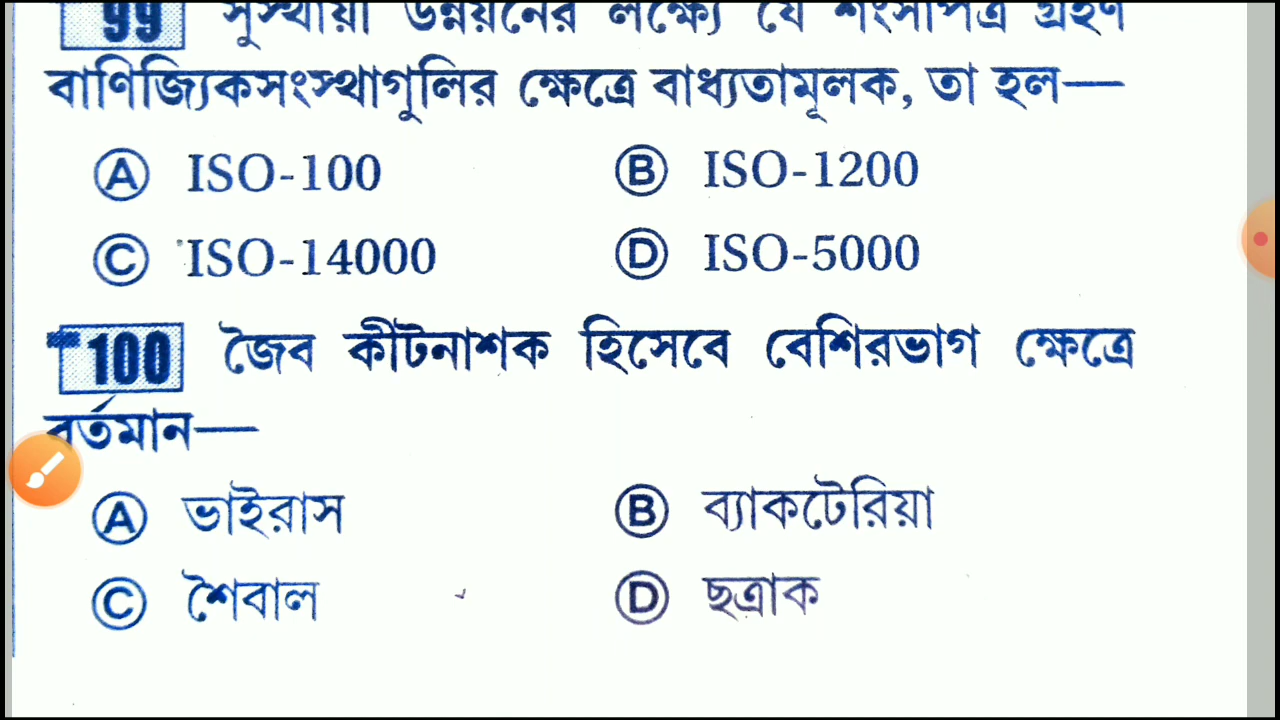 99 সুস্থায়ী উন্নয়নের লক্ষ্যে যে শংসাপত্র গ্রহণ
বাণিজ্যিকসংস্থাগুলির ক্ষেত্রে বাধ্যতামূলক, তা হল—
A ISO-100 B ISO-1200
C ISO-14000 D ISO-5000
100 জৈব কীটনাশক হিসেবে বেশিরভাগ ক্ষেত্রে
বর্তমান—
A ভাইরাস B ব্যাকটেরিয়া
C শৈবাল D ছত্রাক